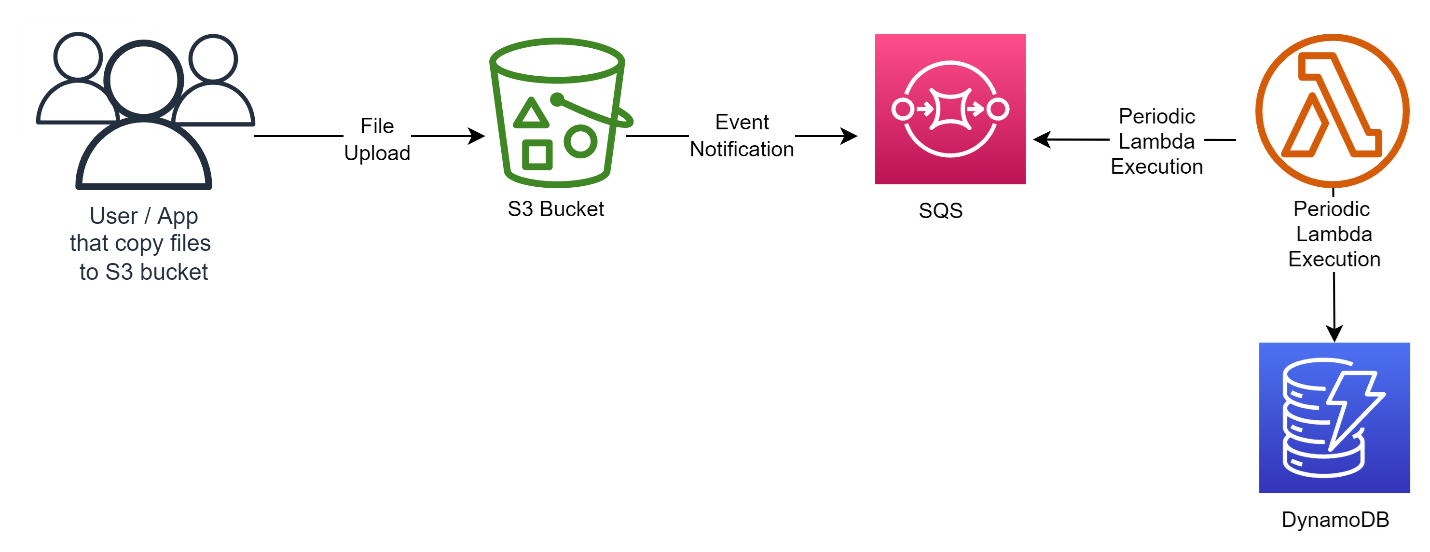 File
Upload
Event
Notification
Periodic
Lambda
Execution
User / App
that copy files
to S3 bucket
S3 Bucket
SQS
Periodic
Lambda
Execution
DynamoDB